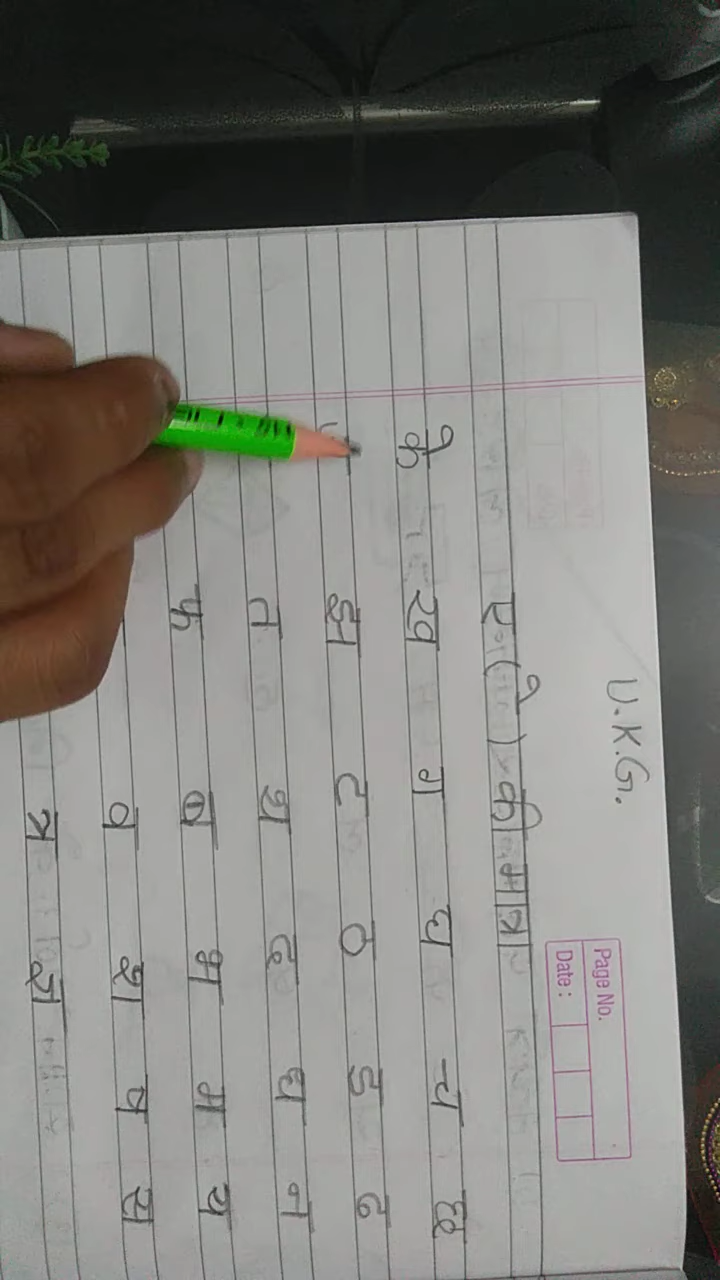 U.K.G.
Page No.
Date :
ए (ऐ) की मात्रा
के ख ग घ च छ
झ ट ठ ड ढ
त थ द ध न
फ ब भ म य
व श ष स
त्र ज्ञ